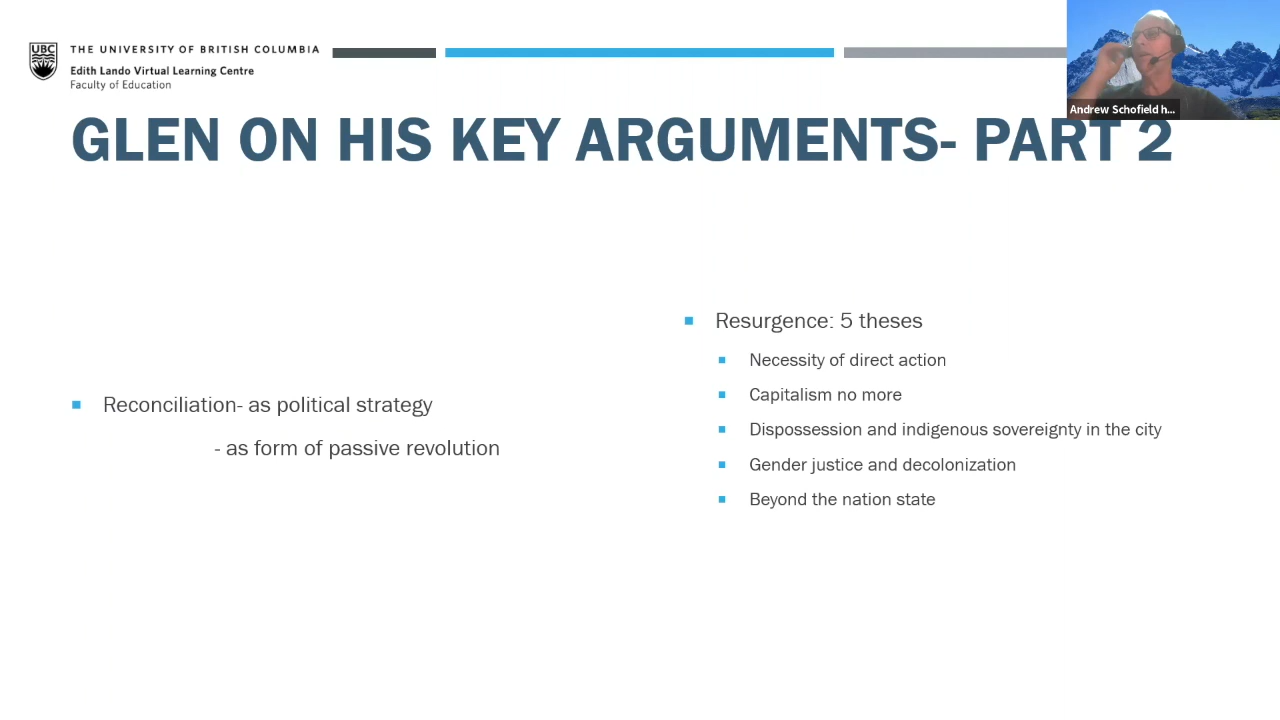 UBC
THE UNIVERSITY OF BRITISH COLUMBIA
Edith Lando Virtual Learning Centre
Faculty of Education
Andrew Schofield h...
GLEN ON HIS KEY ARGUMENTS- PART 2
Reconciliation- as political strategy
- as form of passive revolution
Resurgence: 5 theses
Necessity of direct action
Capitalism no more
Dispossession and indigenous sovereignty in the city
Gender justice and decolonization
Beyond the nation state